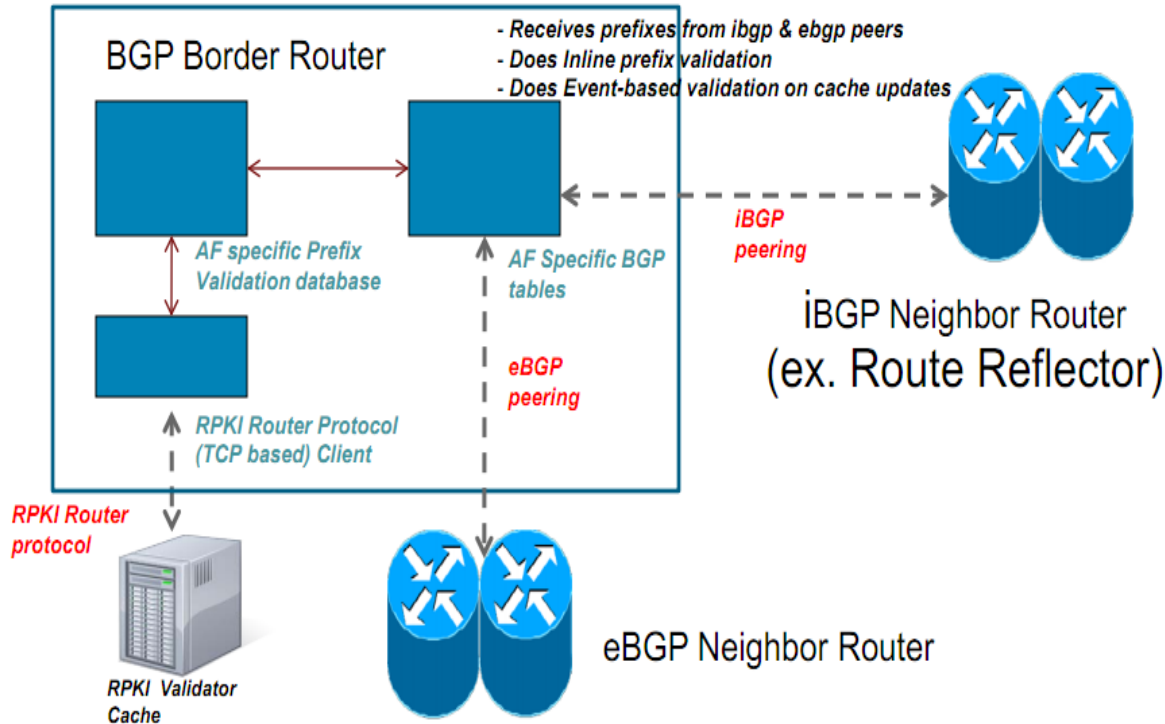 - Receives prefixes from ibgp & ebgp peers
- Does Inline prefix validation
- Does Event-based validation on cache updates
BGP Border Router
AF specific Prefix
Validation database
AF Specific BGP
tables
iBGP
peering
iBGP Neighbor Router
(ex. Route Reflector)
eBGP
peering
RPKI Router Protocol
(TCP based) Client
RPKI Router
protocol
eBGP Neighbor Router
RPKI Validator
Cache